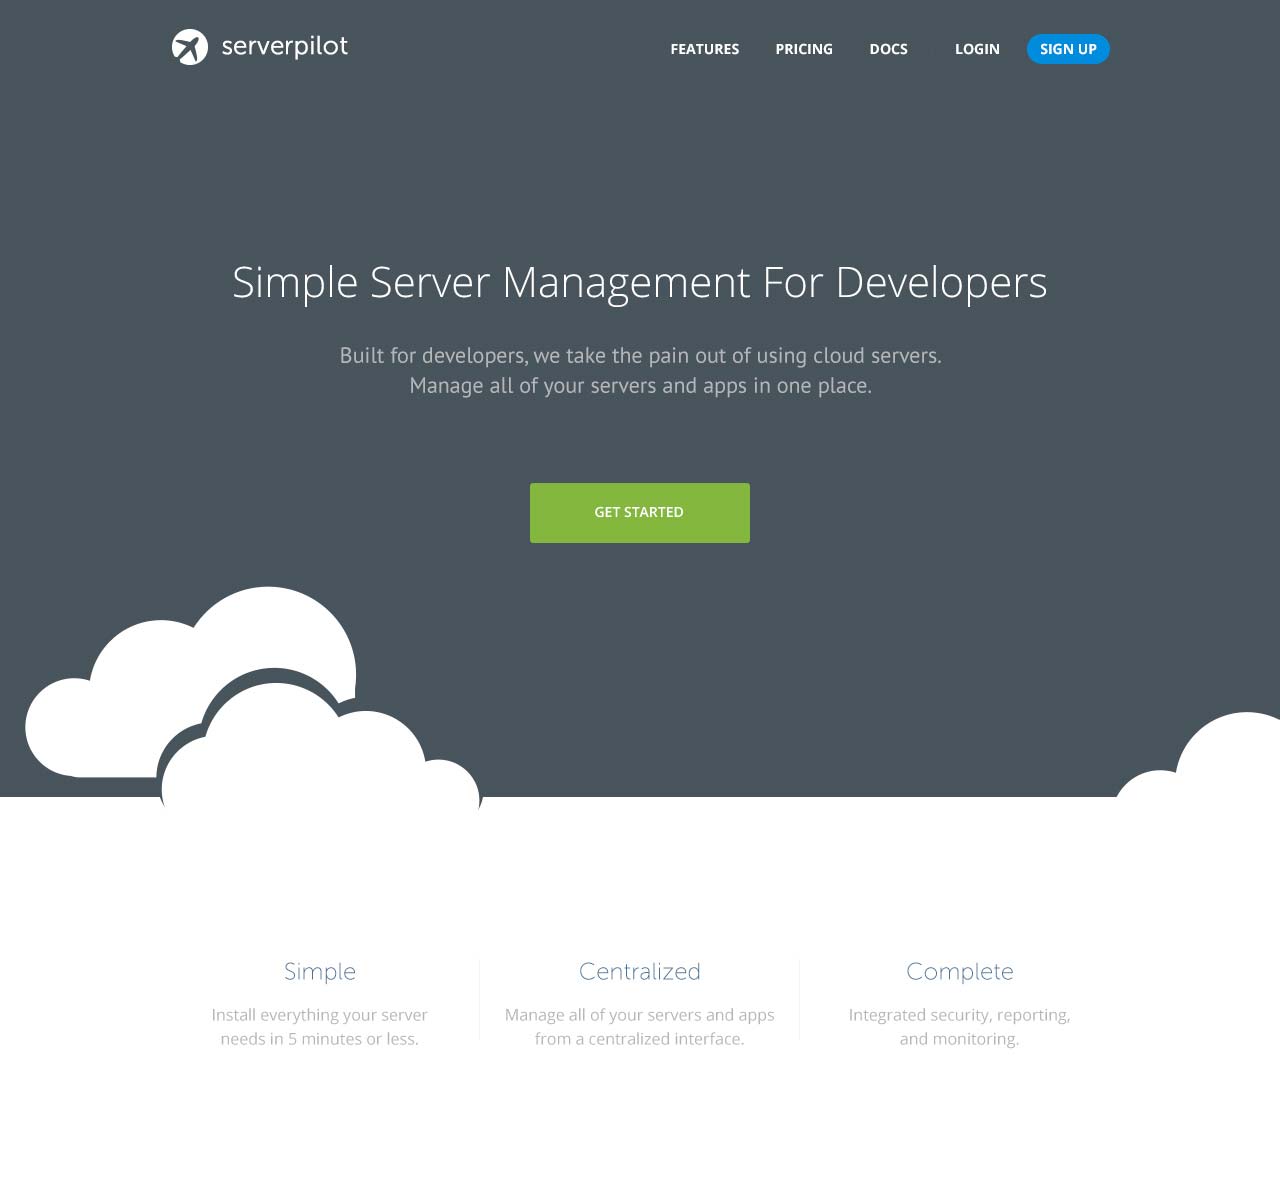 serverpilot
FEATURES PRICING DOCS LOGIN SIGN UP
Simple Server Management For Developers
Built for developers, we take the pain out of using cloud servers.
Manage all of your servers and apps in one place.
GET STARTED
Simple
Install everything your server
needs in 5 minutes or less.
Centralized
Manage all of your servers and apps
from a centralized interface.
Complete
Integrated security, reporting,
and monitoring.